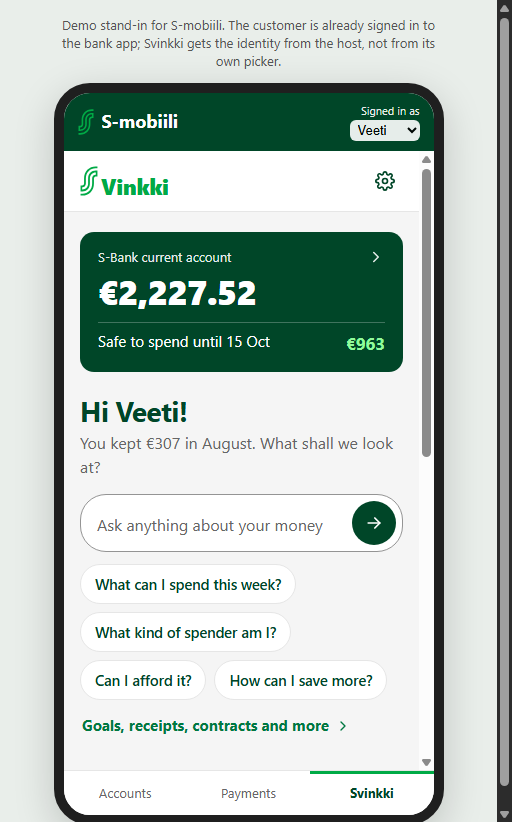 Demo stand-in for S-mobiili. The customer is already signed in to
the bank app; Svinkki gets the identity from the host, not from its
own picker.
S-mobiili
Signed in as
Veeti
Vinkki
S-Bank current account
€2,227.52
Safe to spend until 15 Oct
€963
Hi Veeti!
You kept €307 in August. What shall we look
at?
Ask anything about your money
What can I spend this week?
What kind of spender am I?
Can I afford it?
How can I save more?
Goals, receipts, contracts and more
Accounts
Payments
Svinkki